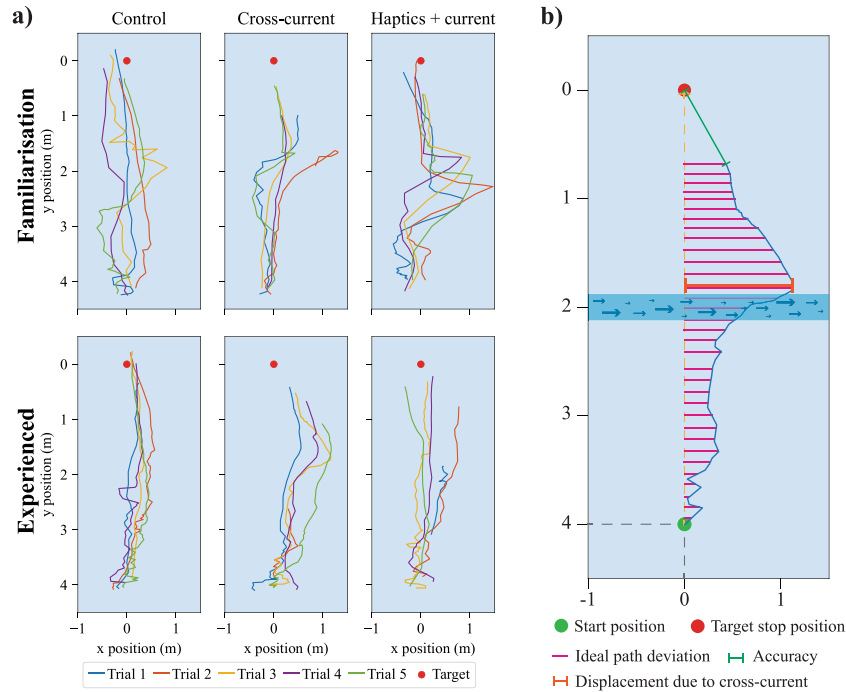 a)
Control Cross-current Haptics + current
Familiarisation
y position (m)
0
1
2
3
4
Experienced
y position (m)
0
1
2
3
4
−1 0 1 −1 0 1 −1 0 1
x position (m) x position (m) x position (m)
Trial 1 Trial 2 Trial 3 Trial 4 Trial 5 Target
b)
0
1
2
3
4
-1 0 1
Start position Target stop position
Ideal path deviation Accuracy
Displacement due to cross-current